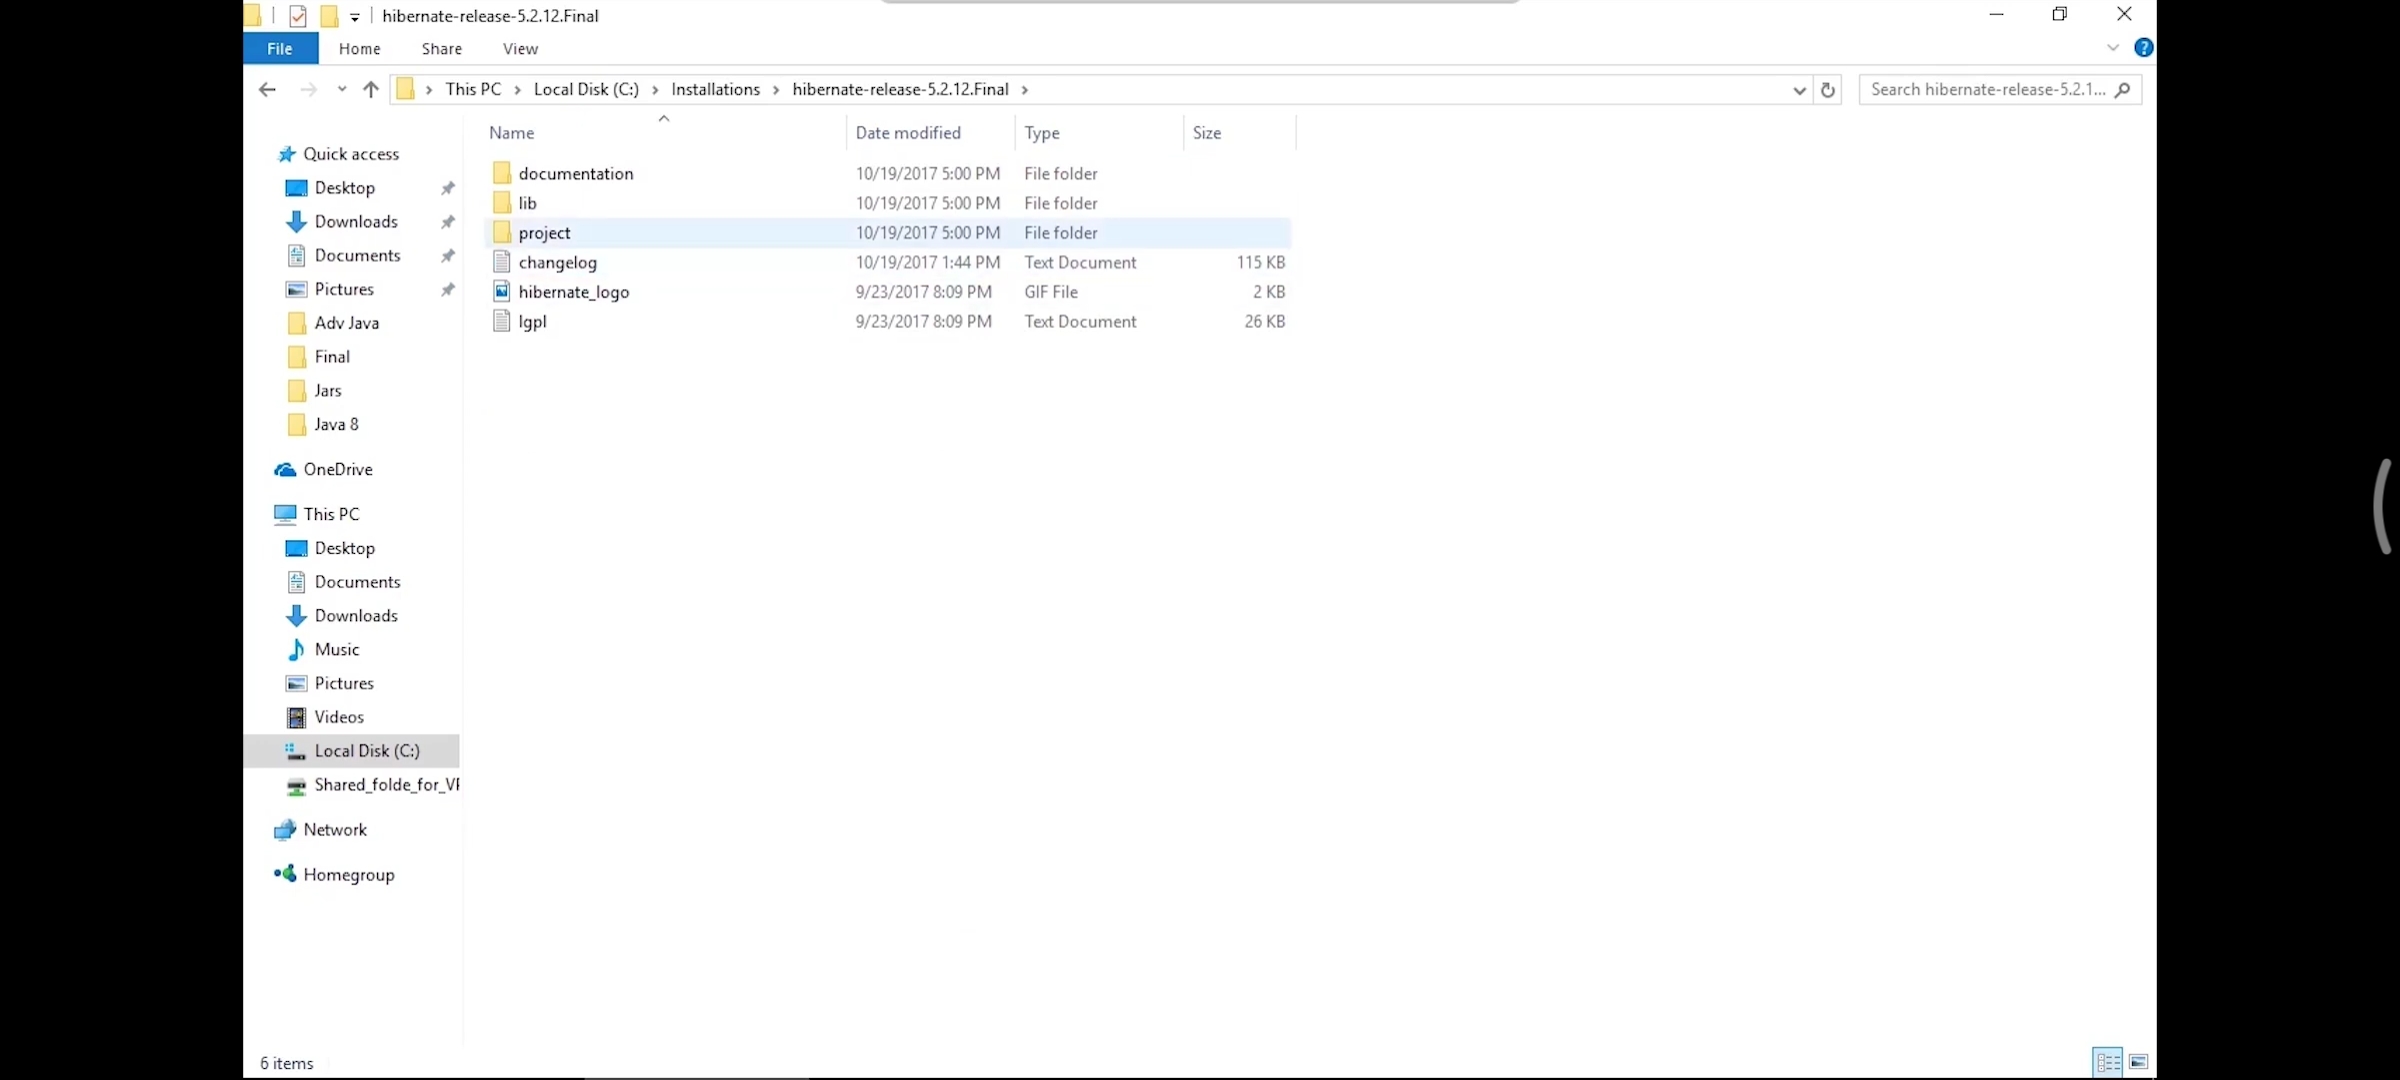 hibernate-release-5.2.12.Final
File Home Share View
This PC Local Disk (C:) Installations hibernate-release-5.2.12.Final
Search hibernate-release-5.2.1...
Name Date modified Type Size
documentation 10/19/2017 5:00 PM File folder
lib 10/19/2017 5:00 PM File folder
project 10/19/2017 5:00 PM File folder
changelog 10/19/2017 1:44 PM Text Document 115 KB
hibernate_logo 9/23/2017 8:09 PM GIF File 2 KB
lgpl 9/23/2017 8:09 PM Text Document 26 KB
Quick access
Desktop
Downloads
Documents
Pictures
Adv Java
Final
Jars
Java 8
OneDrive
This PC
Desktop
Documents
Downloads
Music
Pictures
Videos
Local Disk (C:)
Shared_folde_for_
Network
Homegroup
6 items